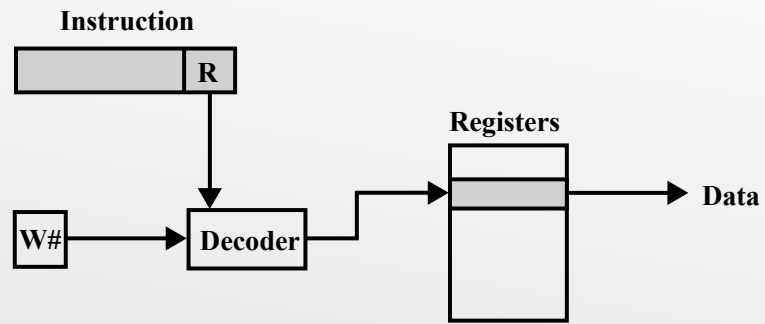 Instruction
R
Registers
Data
W#
Decoder